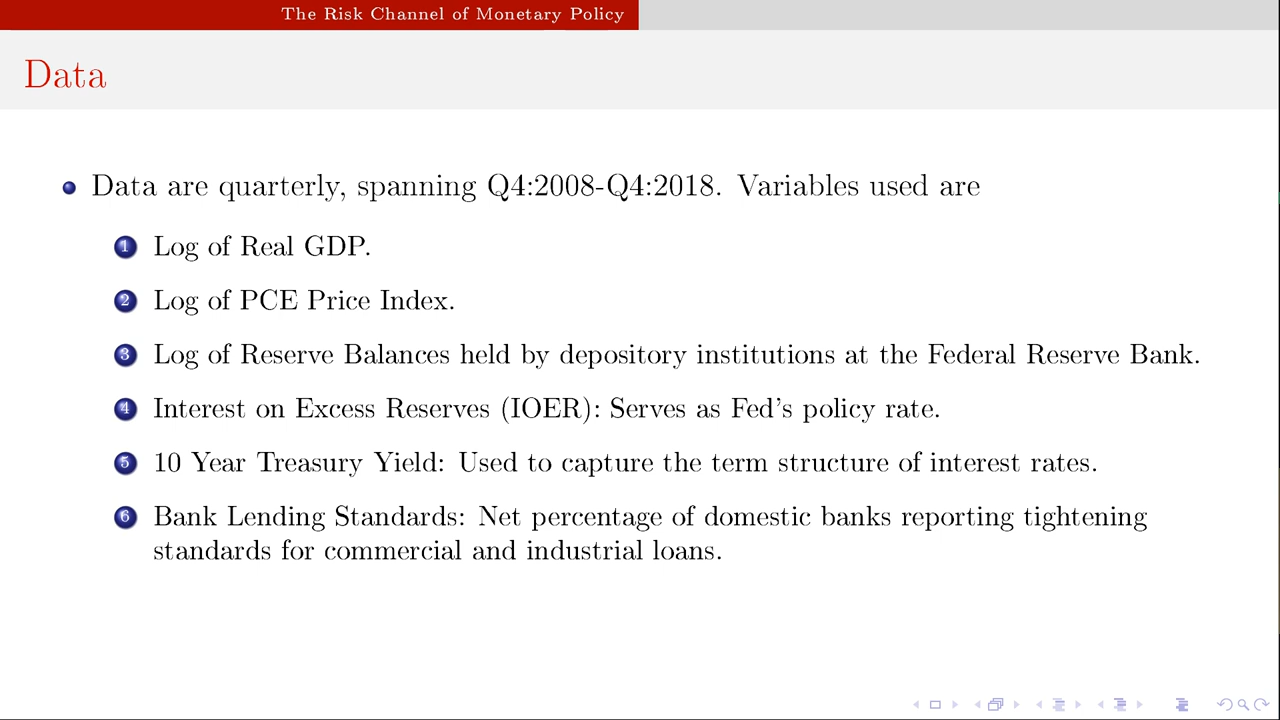 The Risk Channel of Monetary Policy
Data
Data are quarterly, spanning Q4:2008-Q4:2018. Variables used are
1 Log of Real GDP.
2 Log of PCE Price Index.
3 Log of Reserve Balances held by depository institutions at the Federal Reserve Bank.
4 Interest on Excess Reserves (IOER): Serves as Fed's policy rate.
5 10 Year Treasury Yield: Used to capture the term structure of interest rates.
6 Bank Lending Standards: Net percentage of domestic banks reporting tightening
standards for commercial and industrial loans.